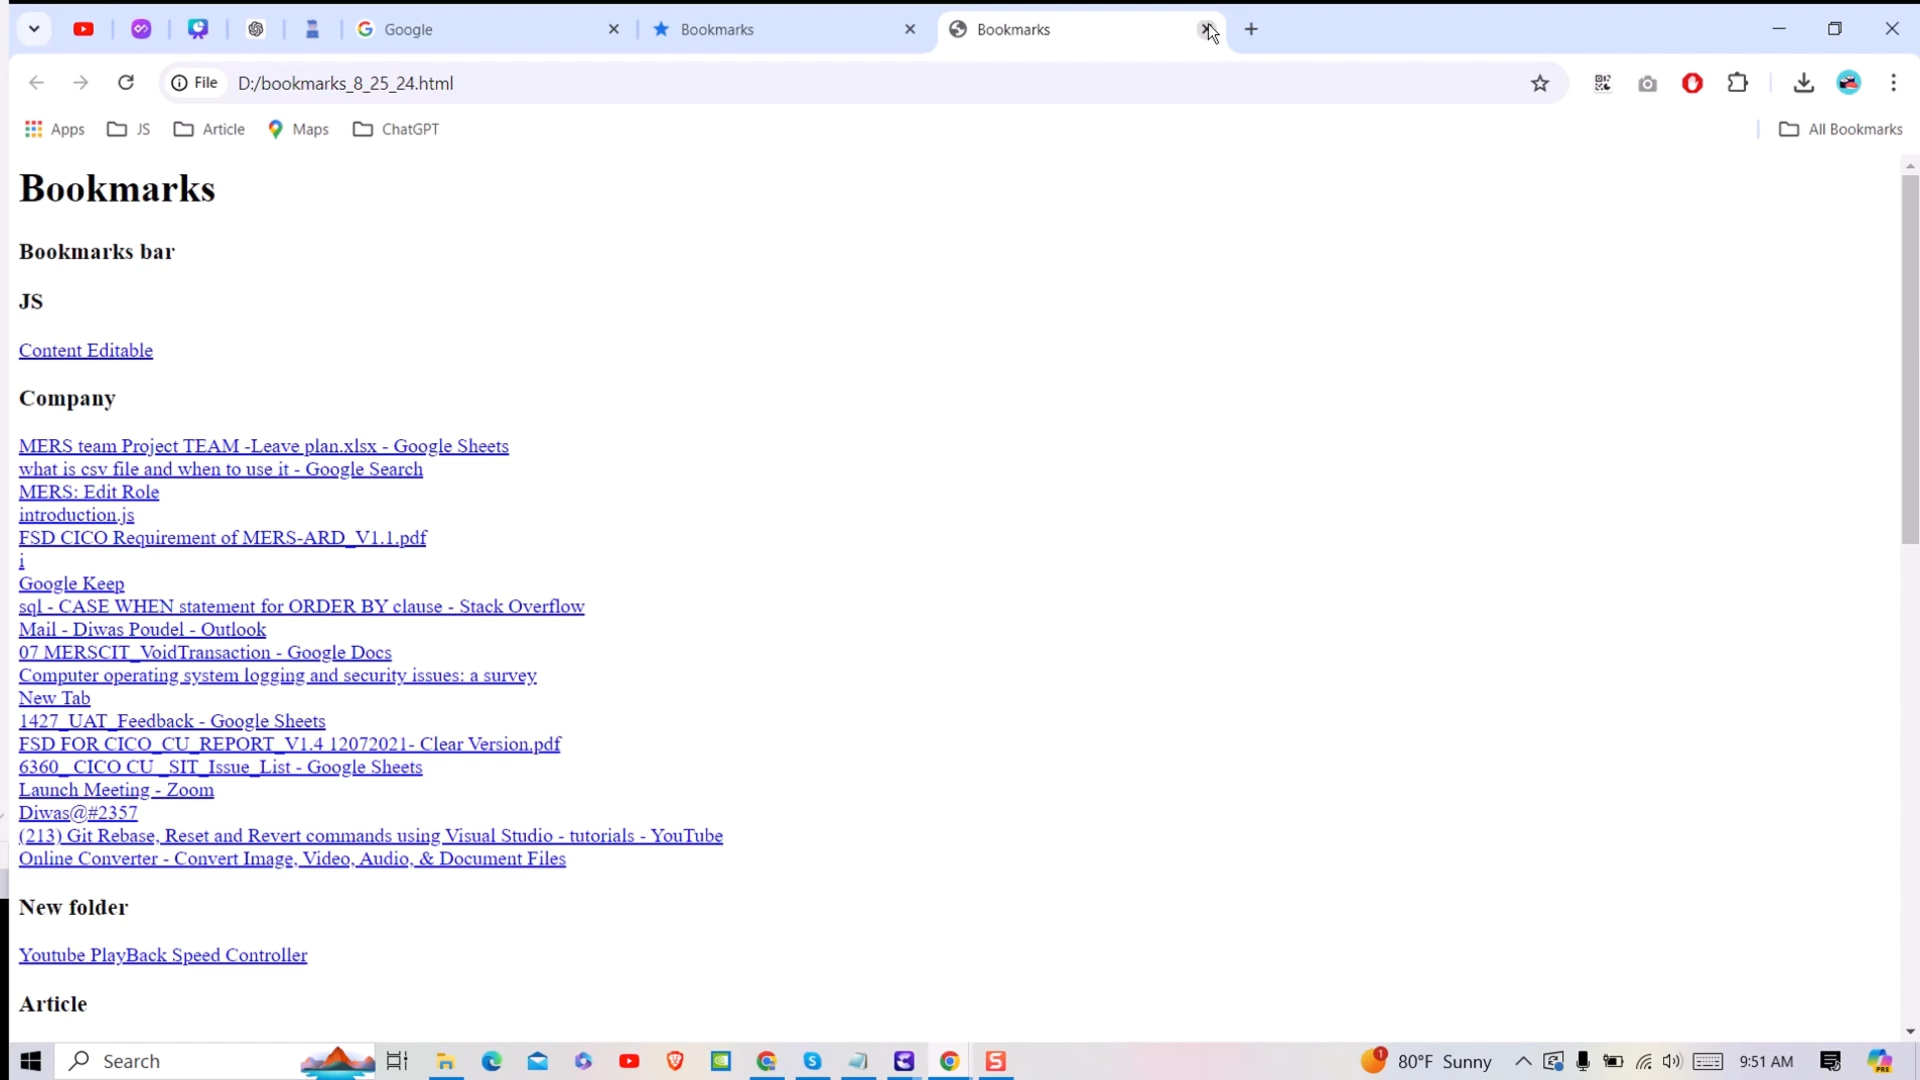 Google
Bookmarks
Bookmarks
File D:/bookmarks_8_25_24.html
Apps JS Article Maps ChatGPT All Bookmarks
Bookmarks
Bookmarks bar
JS
Content Editable
Company
MERS team Project TEAM -Leave plan.xlsx - Google Sheets
what is csv file and when to use it - Google Search
MERS: Edit Role
introduction.js
FSD CICO Requirement of MERS-ARD_V1.1.pdf
i
Google Keep
sql - CASE WHEN statement for ORDER BY clause - Stack Overflow
Mail - Diwas Poudel - Outlook
07 MERSCIT_VoidTransaction - Google Docs
Computer operating system logging and security issues: a survey
New Tab
1427_UAT_Feedback - Google Sheets
FSD FOR CICO_CU_REPORT_V1.4 12072021- Clear Version.pdf
6360_ CICO CU _SIT_Issue_List - Google Sheets
Launch Meeting - Zoom
Diwas@#2357
(213) Git Rebase, Reset and Revert commands using Visual Studio - tutorials - YouTube
Online Converter - Convert Image, Video, Audio, & Document Files
New folder
Youtube PlayBack Speed Controller
Article
Search 1 80°F Sunny 9:51 AM